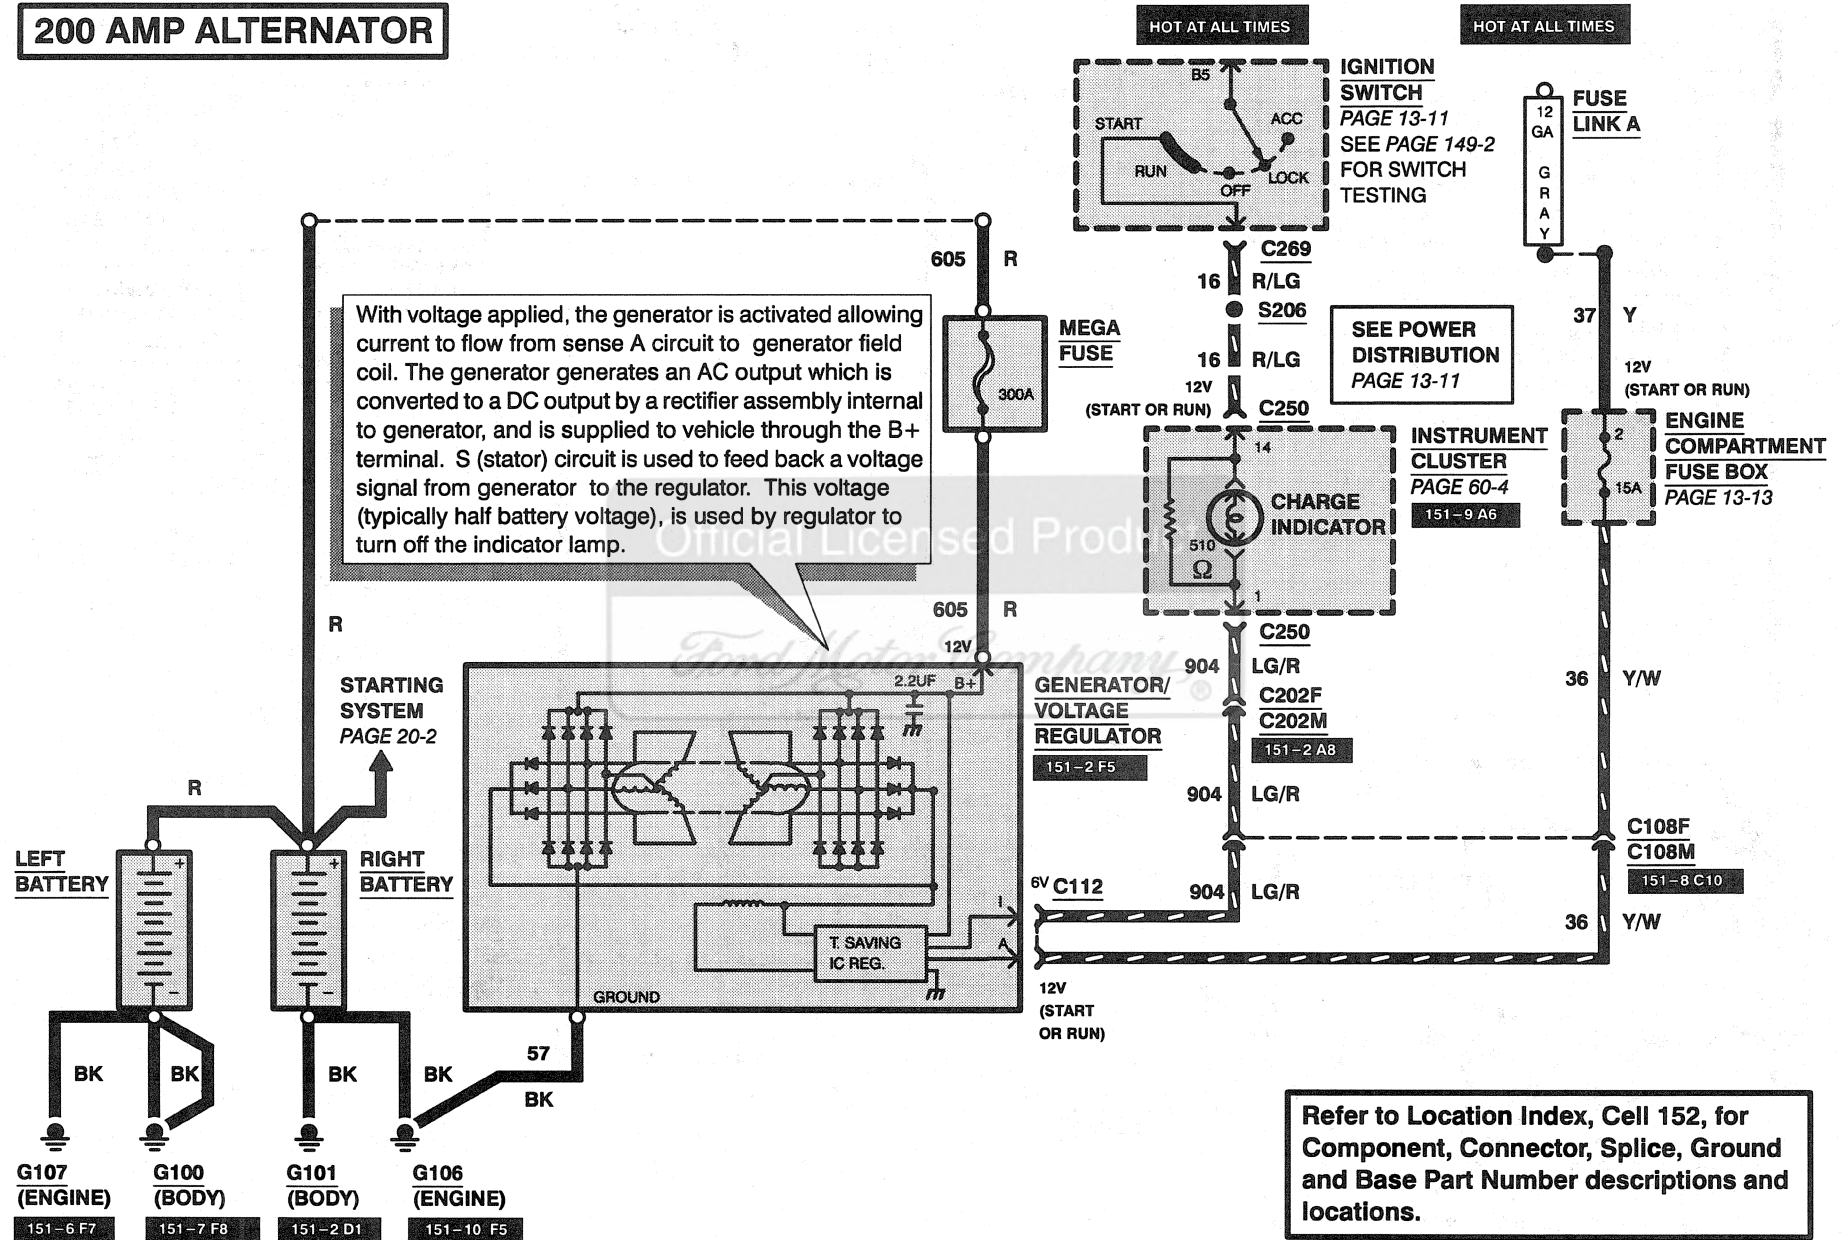 200 AMP ALTERNATOR
HOT AT ALL TIMES
HOT AT ALL TIMES
B5
START
ACC
RUN
OFF
LOCK
IGNITION
SWITCH
PAGE 13-11
SEE PAGE 149-2
FOR SWITCH
TESTING
12
GA
G
R
A
Y
FUSE
LINK A
C269
16 R/LG
S206
16 R/LG
12V
(START OR RUN)
C250
SEE POWER
DISTRIBUTION
PAGE 13-11
37 Y
12V
(START OR RUN)
605 R
MEGA
FUSE
300A
With voltage applied, the generator is activated allowing
current to flow from sense A circuit to generator field
coil. The generator generates an AC output which is
converted to a DC output by a rectifier assembly internal
to generator, and is supplied to vehicle through the B+
terminal. S (stator) circuit is used to feed back a voltage
signal from generator to the regulator. This voltage
(typically half battery voltage), is used by regulator to
turn off the indicator lamp.
Official Licensed Product
Ford Motor Company
®
14
CHARGE
INDICATOR
510
Ω
1
INSTRUMENT
CLUSTER
PAGE 60-4
151-9 A6
2
15A
ENGINE
COMPARTMENT
FUSE BOX
PAGE 13-13
605 R
12V
R
C250
904 LG/R
C202F
C202M
151-2 A8
904 LG/R
36 Y/W
STARTING
SYSTEM
PAGE 20-2
2.2UF
B+
GENERATOR/
VOLTAGE
REGULATOR
151-2 F5
R
LEFT
BATTERY
+
-
+
-
RIGHT
BATTERY
C108F
C108M
151-8 C10
6V C112
904 LG/R
36 Y/W
I
A
T. SAVING
IC REG.
GROUND
12V
(START
OR RUN)
57
BK
BK
BK
BK
BK
G107
(ENGINE)
151-6 F7
G100
(BODY)
151-7 F8
G101
(BODY)
151-2 D1
G106
(ENGINE)
151-10 F5
Refer to Location Index, Cell 152, for
Component, Connector, Splice, Ground
and Base Part Number descriptions and
locations.